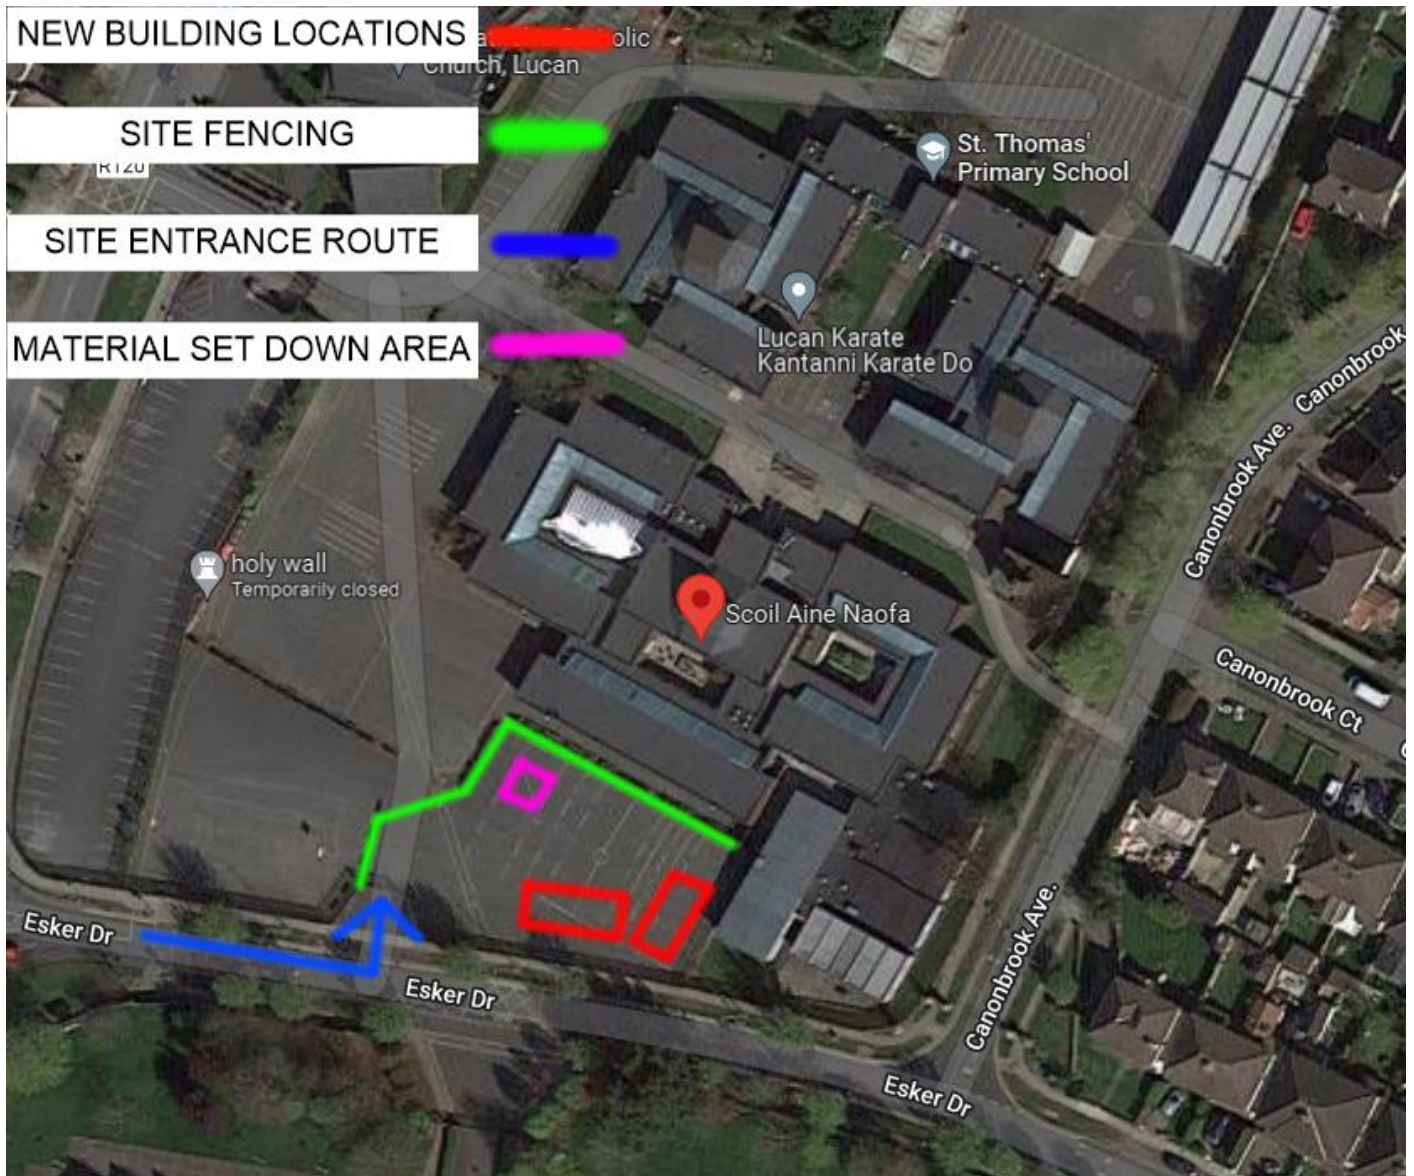 NEW BUILDING LOCATIONS
olic
Church, Lucan
SITE FENCING
St. Thomas'
Primary School
R120
SITE ENTRANCE ROUTE
Lucan Karate
Kantanni Karate Do
MATERIAL SET DOWN AREA
Canonbrook
Canonbrook Ave.
holy wall
Temporarily closed
Scoil Aine Naofa
Canonbrook Ct
Esker Dr
Esker Dr
Canonbrook Ave.
Esker Dr